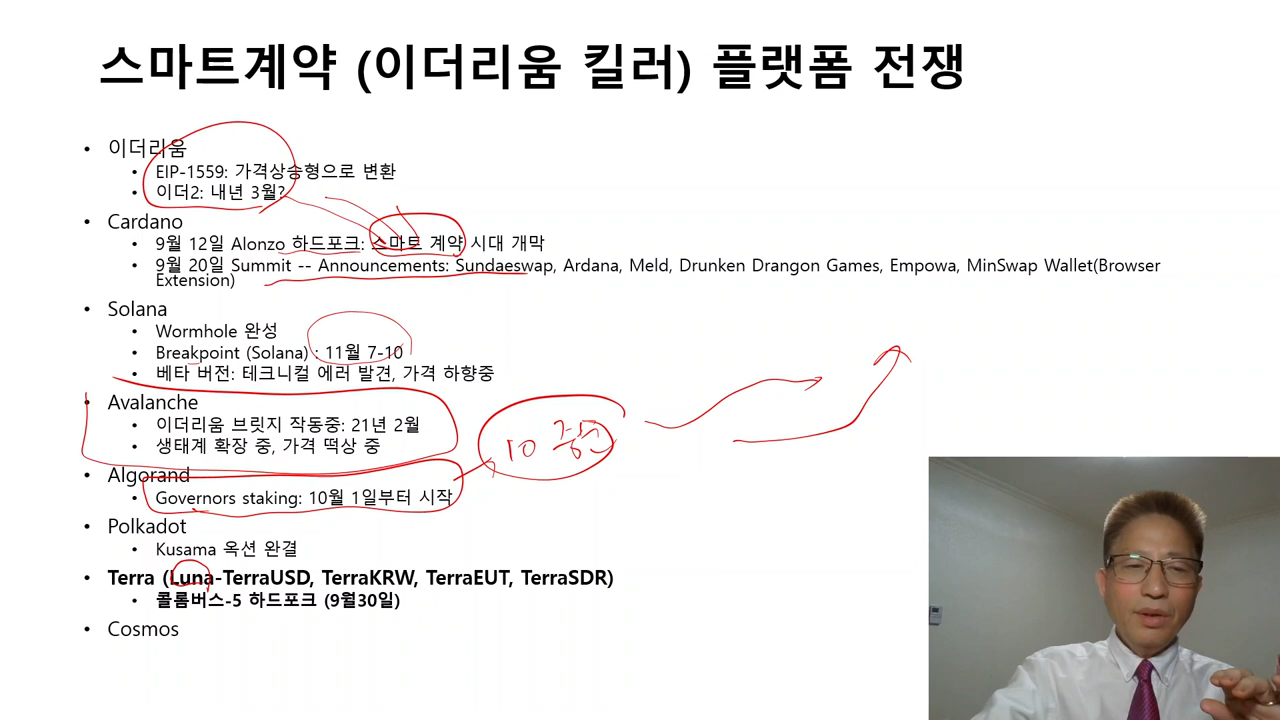 스마트계약 (이더리움 킬러) 플랫폼 전쟁
• 이더리움
• EIP-1559: 가격상승형으로 변환
• 이더2: 내년 3월?
• Cardano
• 9월 12일 Alonzo 하드포크: 스마트 계약 시대 개막
• 9월 20일 Summit -- Announcements: Sundaeswap, Ardana, Meld, Drunken Drangon Games, Empowa, MinSwap Wallet(Browser
Extension)
• Solana
• Wormhole 완성
• Breakpoint (Solana) : 11월 7-10
• 베타 버전: 테크니컬 에러 발견, 가격 하향중
• Avalanche
• 이더리움 브릿지 작동중: 21년 2월
• 생태계 확장 중, 가격 떡상 중
10 중순
• Algorand
• Governors staking: 10월 1일부터 시작
• Polkadot
• Kusama 옥션 완결
• Terra (Luna-TerraUSD, TerraKRW, TerraEUT, TerraSDR)
• 콜롬버스-5 하드포크 (9월30일)
• Cosmos